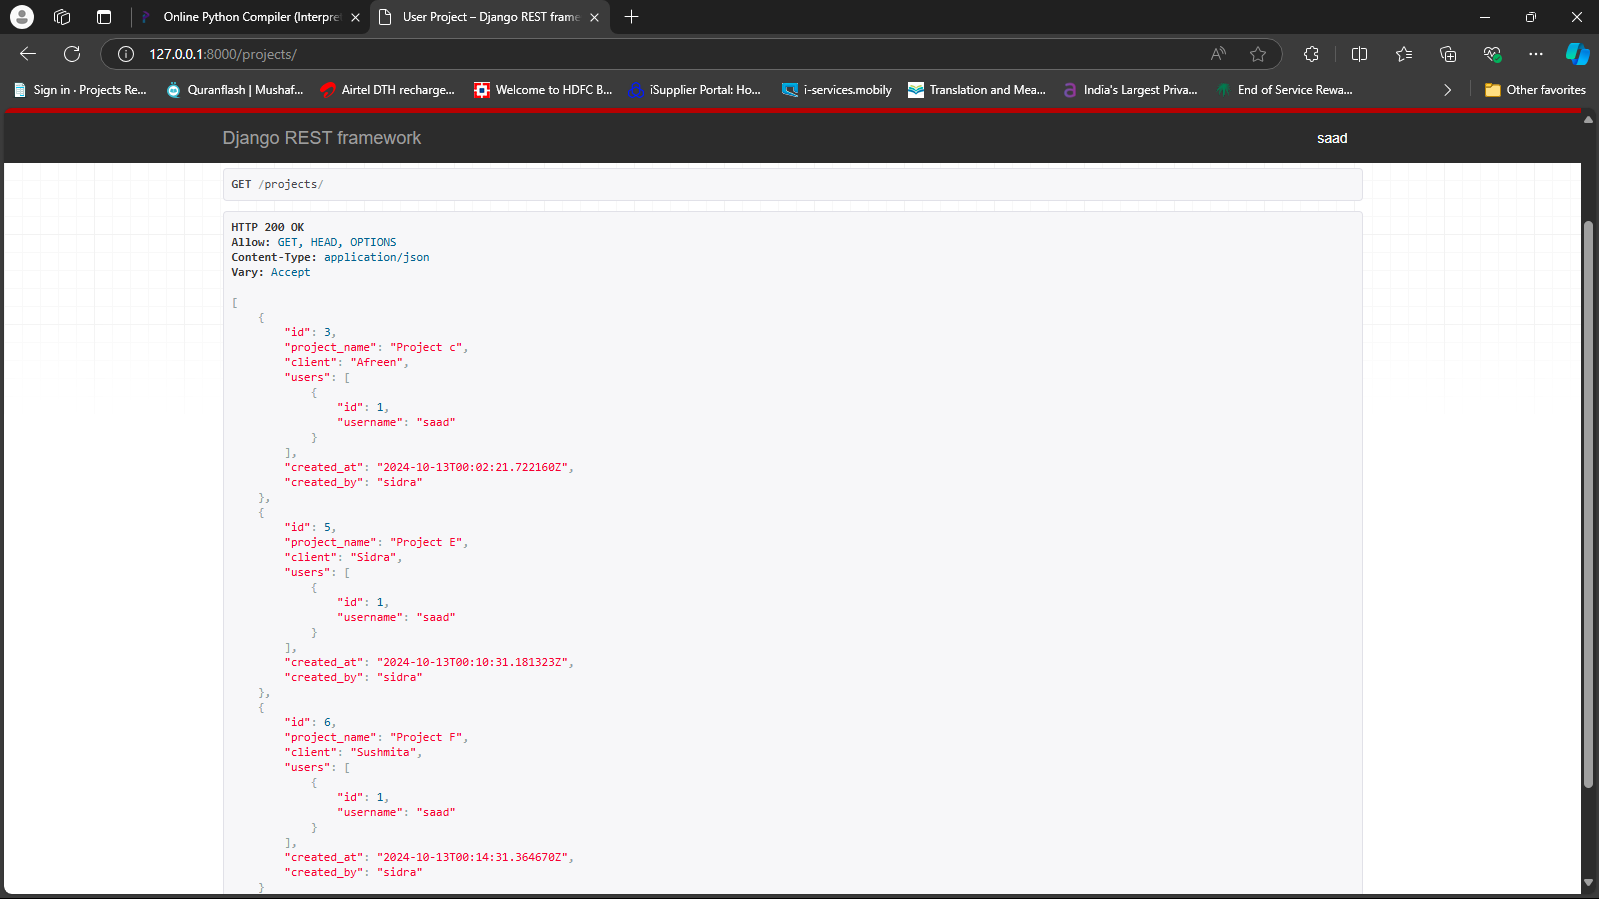 Online Python Compiler (Interpre
User Project – Django REST frame
127.0.0.1:8000/projects/
Sign in · Projects Re...
Quranflash | Mushaf...
Airtel DTH recharge...
Welcome to HDFC B...
iSupplier Portal: Ho...
i-services.mobily
Translation and Mea...
India's Largest Priva...
End of Service Rewa...
Other favorites
Django REST framework
saad
GET /projects/
HTTP 200 OK
Allow: GET, HEAD, OPTIONS
Content-Type: application/json
Vary: Accept
[
    {
        "id": 3,
        "project_name": "Project c",
        "client": "Afreen",
        "users": [
            {
                "id": 1,
                "username": "saad"
            }
        ],
        "created_at": "2024-10-13T00:02:21.722160Z",
        "created_by": "sidra"
    },
    {
        "id": 5,
        "project_name": "Project E",
        "client": "Sidra",
        "users": [
            {
                "id": 1,
                "username": "saad"
            }
        ],
        "created_at": "2024-10-13T00:10:31.181323Z",
        "created_by": "sidra"
    },
    {
        "id": 6,
        "project_name": "Project F",
        "client": "Sushmita",
        "users": [
            {
                "id": 1,
                "username": "saad"
            }
        ],
        "created_at": "2024-10-13T00:14:31.364670Z",
        "created_by": "sidra"
    }